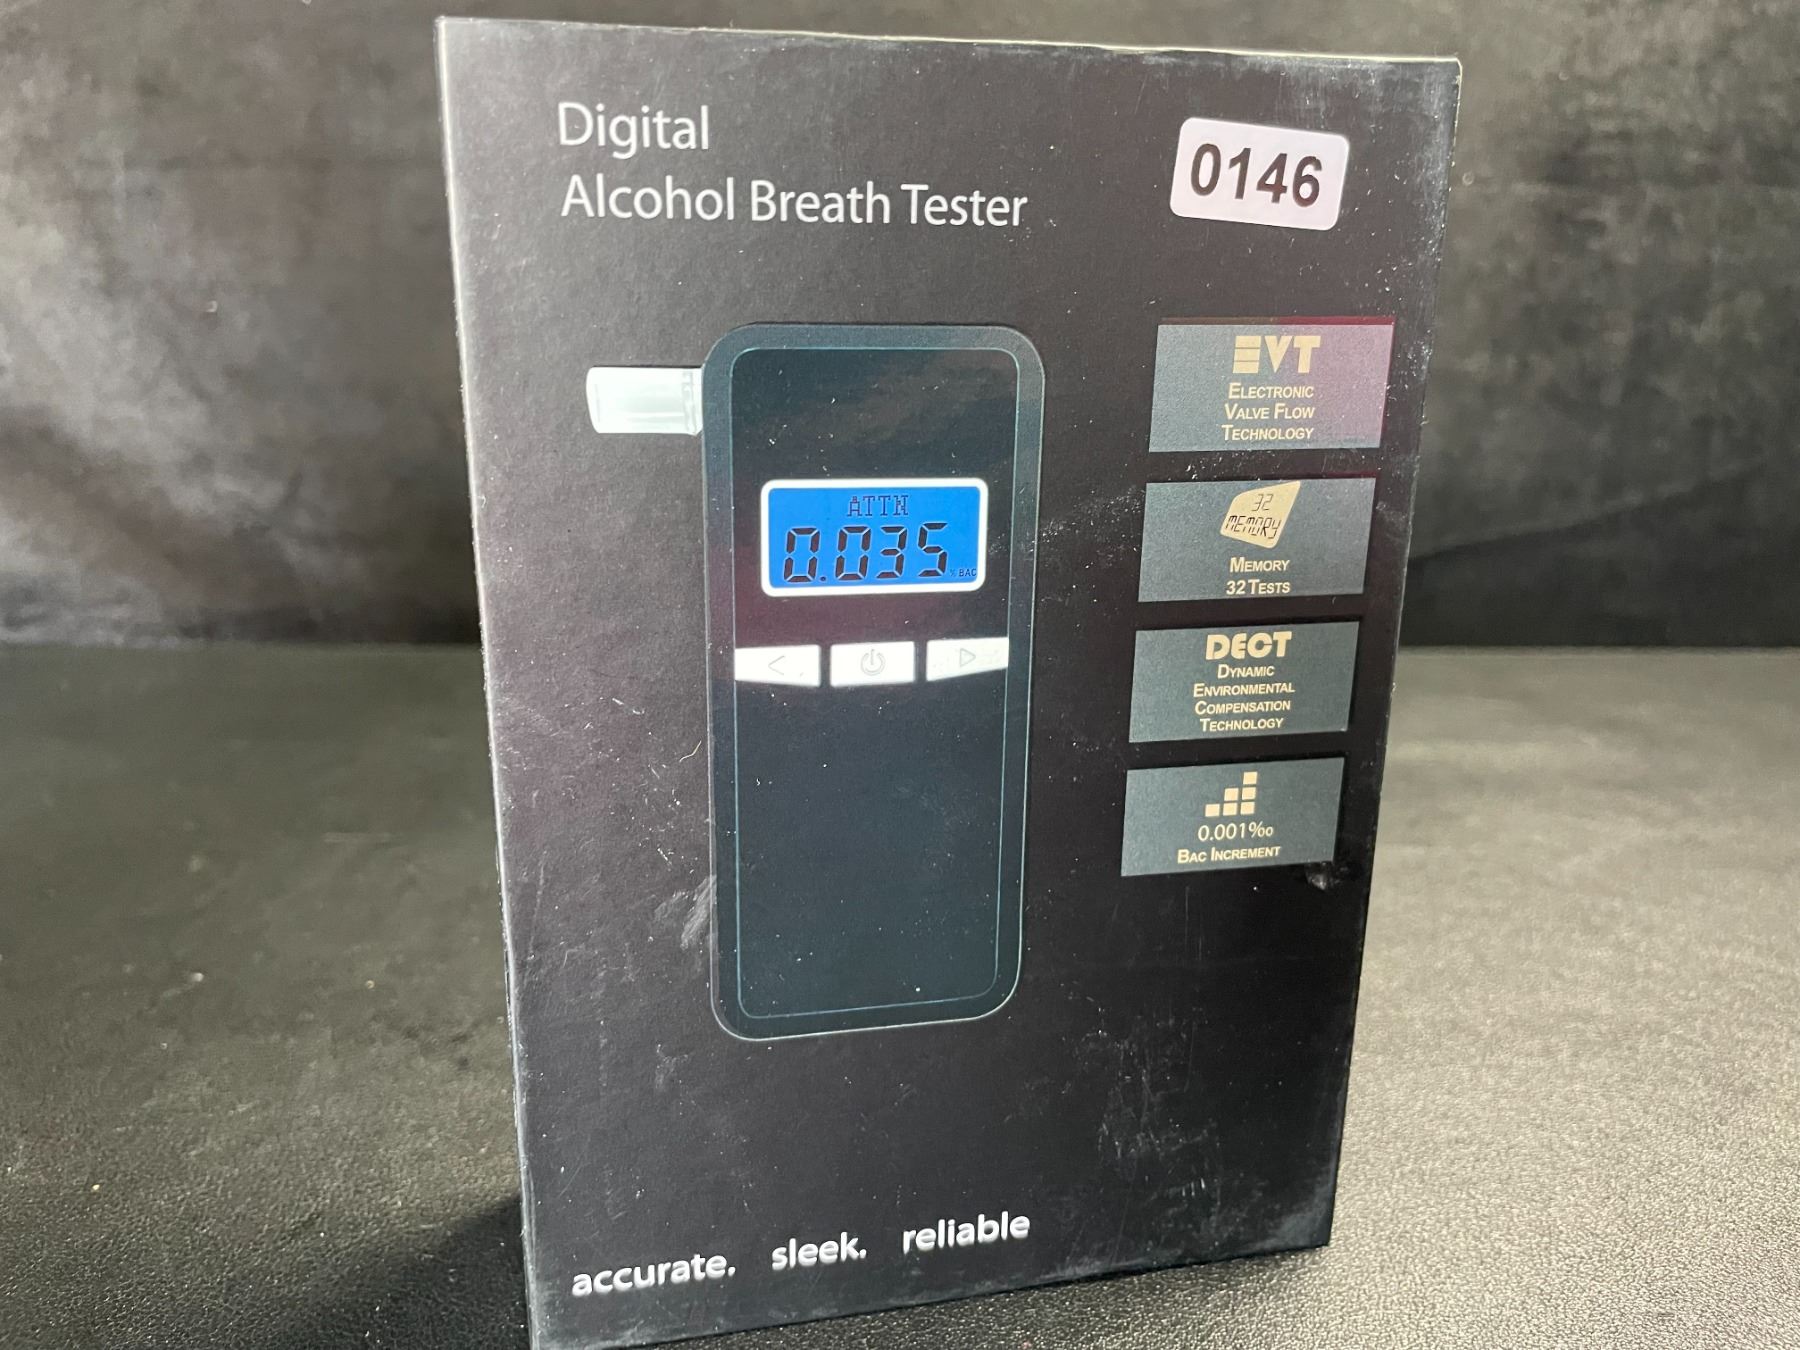 Digital
Alcohol Breath Tester
0146
EVT
ELECTRONIC
VALVE FLOW
TECHNOLOGY
ATTN
0.035
% BAC
32
MEMORY
MEMORY
32 TESTS
DECT
DYNAMIC
ENVIRONMENTAL
COMPENSATION
TECHNOLOGY
0.001‰
BAC INCREMENT
accurate. sleek. reliable